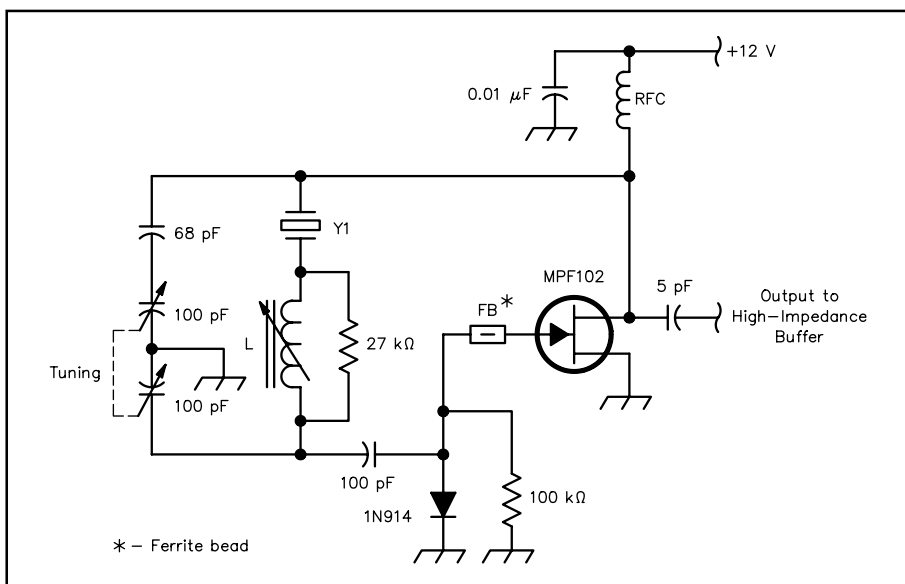 +12 V
0.01 μF
RFC
68 pF
Y1
MPF102
5 pF
100 pF
FB*
Output to
High-Impedance
Buffer
L
27 kΩ
Tuning
100 pF
100 pF
100 kΩ
1N914
* - Ferrite bead